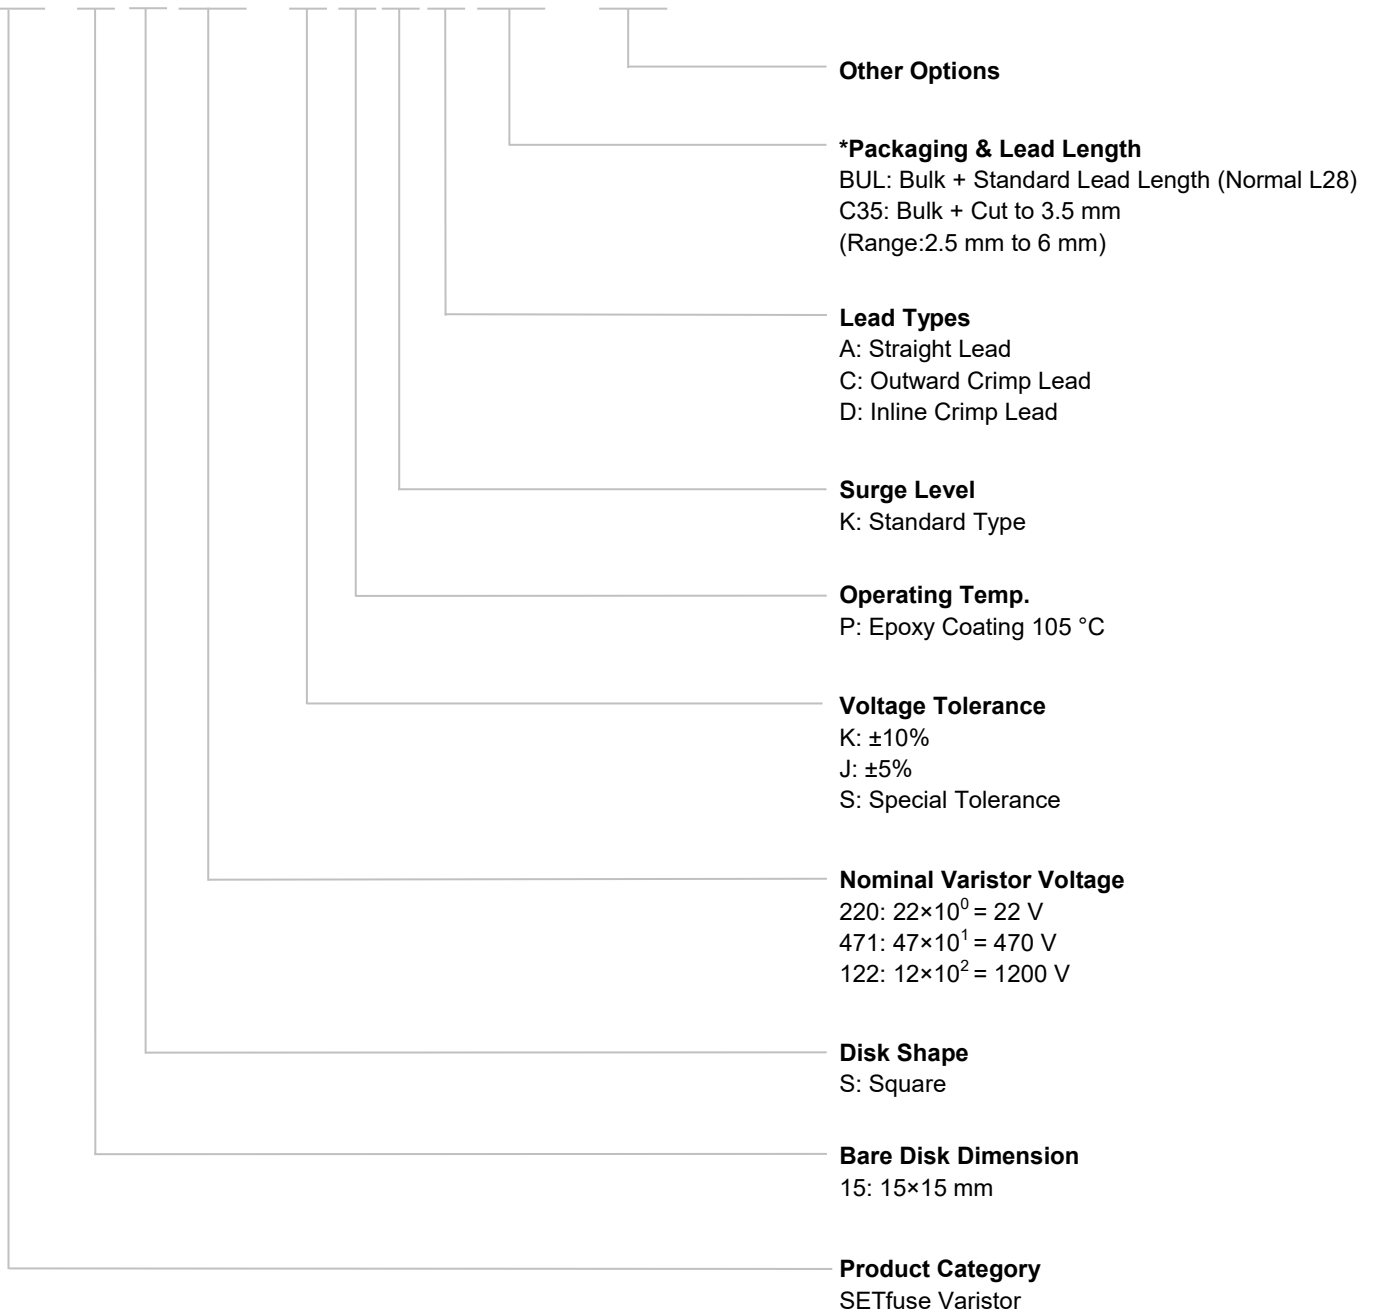 Other Options
*Packaging & Lead Length
BUL: Bulk + Standard Lead Length (Normal L28)
C35: Bulk + Cut to 3.5 mm
(Range:2.5 mm to 6 mm)
Lead Types
A: Straight Lead
C: Outward Crimp Lead
D: Inline Crimp Lead
Surge Level
K: Standard Type
Operating Temp.
P: Epoxy Coating 105 °C
Voltage Tolerance
K: ±10%
J: ±5%
S: Special Tolerance
Nominal Varistor Voltage
220: 22×10⁰ = 22 V
471: 47×10¹ = 470 V
122: 12×10² = 1200 V
Disk Shape
S: Square
Bare Disk Dimension
15: 15×15 mm
Product Category
SETfuse Varistor